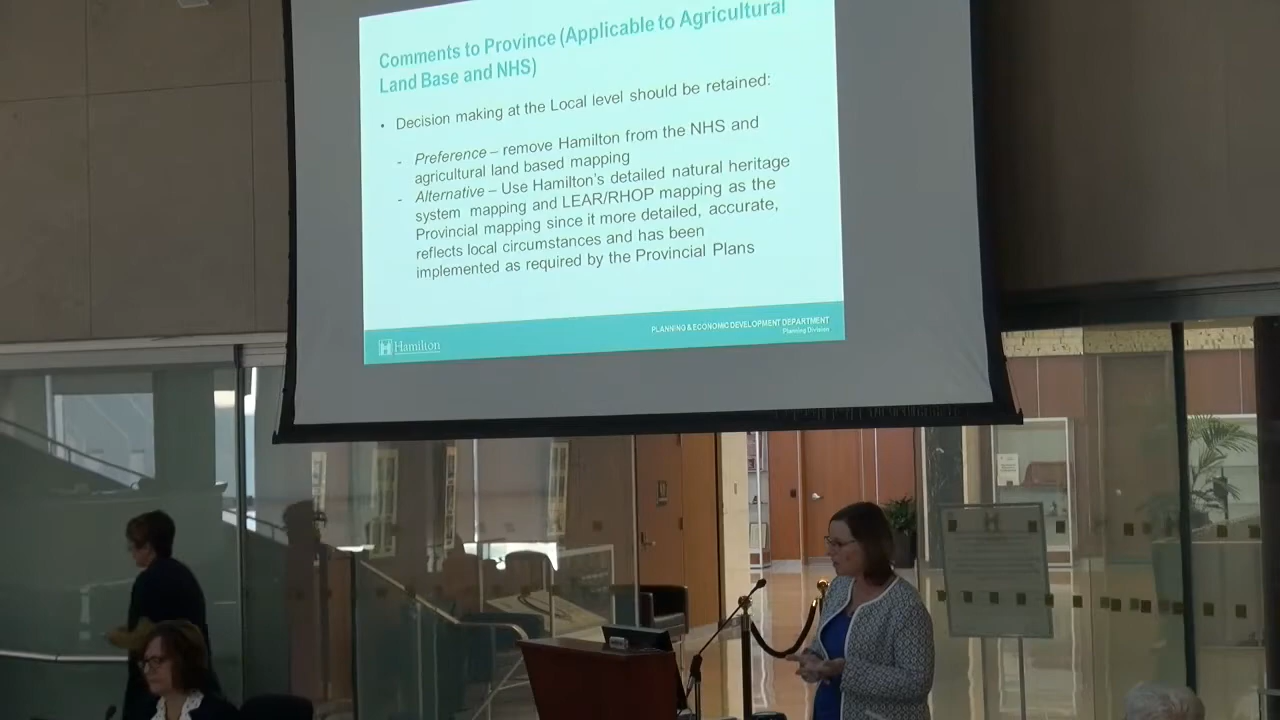 Comments to Province (Applicable to Agricultural
Land Base and NHS)
• Decision making at the Local level should be retained:
- Preference – remove Hamilton from the NHS and
agricultural land based mapping
- Alternative – Use Hamilton's detailed natural heritage
system mapping and LEAR/RHOP mapping as the
Provincial mapping since it more detailed, accurate,
reflects local circumstances and has been
implemented as required by the Provincial Plans
PLANNING & ECONOMIC DEVELOPMENT DEPARTMENT
Planning Division
Hamilton